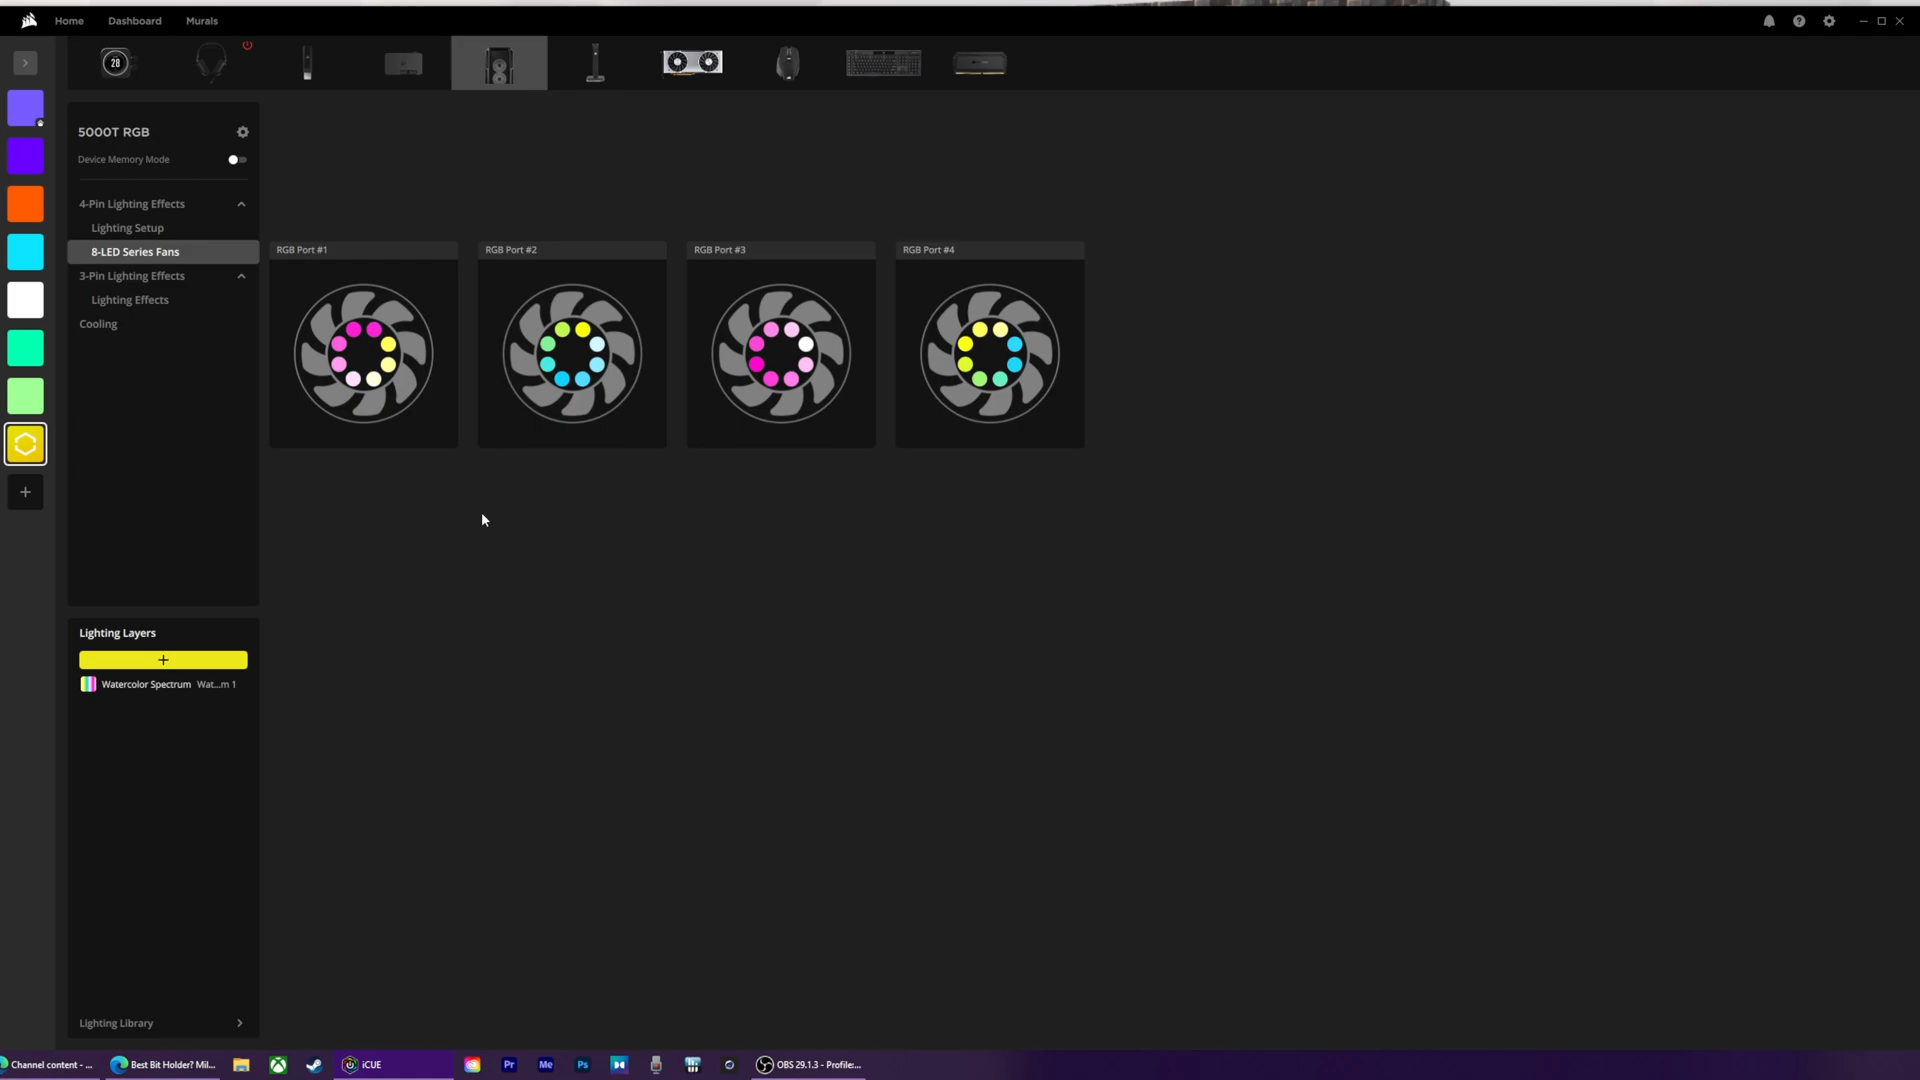 Home Dashboard Murals
28
5000T RGB
Device Memory Mode
4-Pin Lighting Effects
Lighting Setup
8-LED Series Fans
3-Pin Lighting Effects
Lighting Effects
Cooling
RGB Port #1 RGB Port #2 RGB Port #3 RGB Port #4
Lighting Layers
+
Watercolor Spectrum Wat...m 1
Lighting Library
Channel content - ... Best Bit Holder? Mil... iCUE Pr Me Ps OBS 29.1.3 - Profile:...